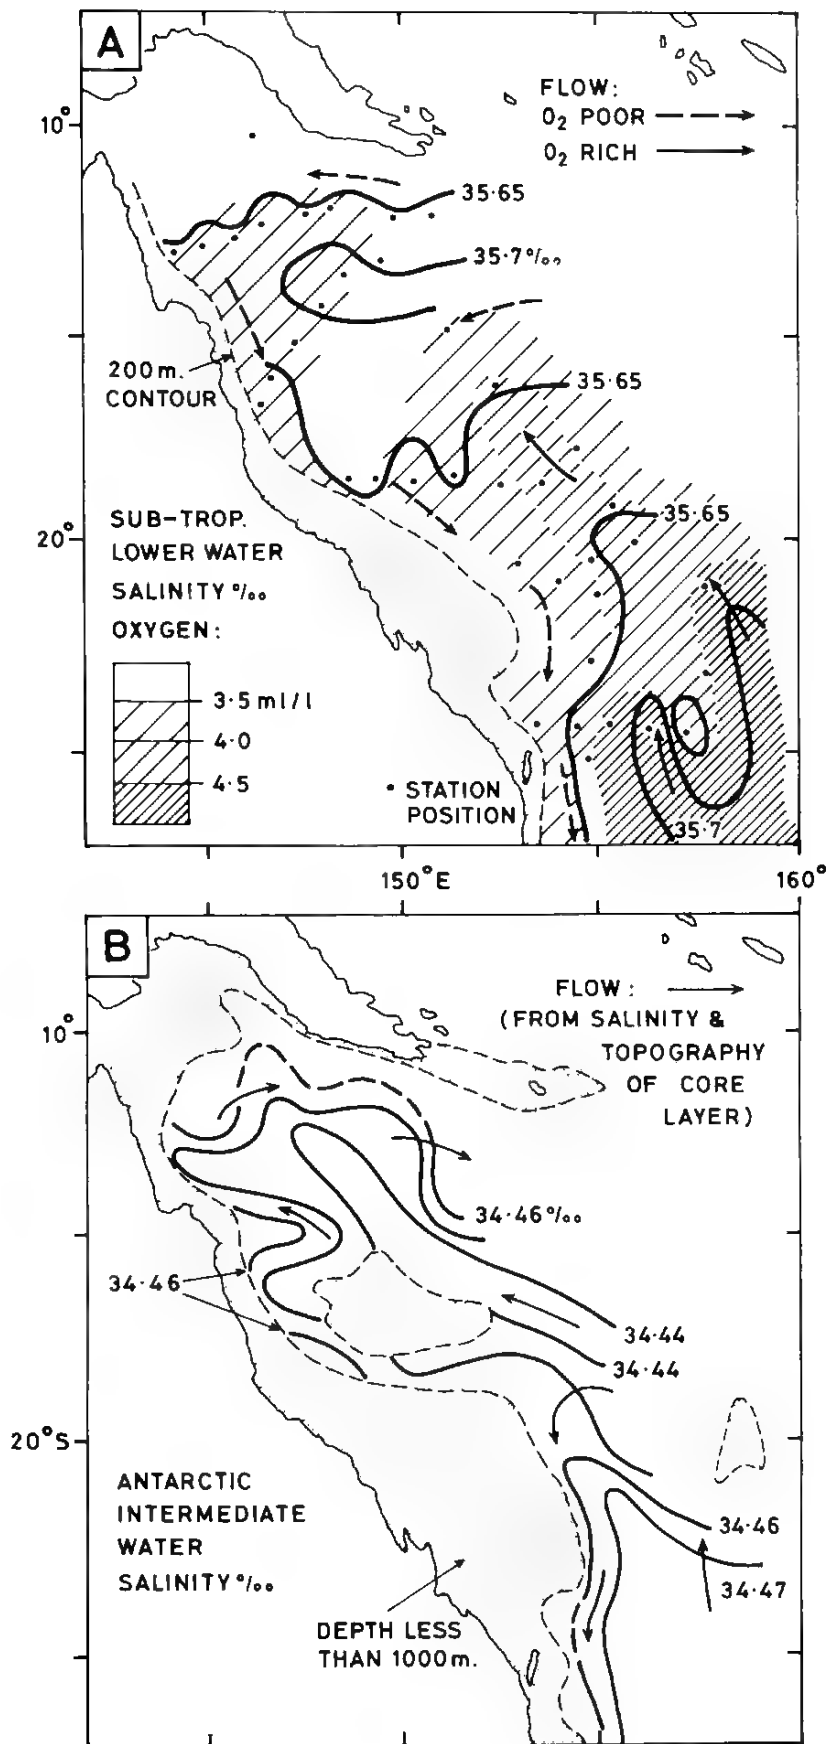 A
FLOW:
O₂ POOR
10°
O₂ RICH
35·65
35·7‰
200m.
CONTOUR
35·65
SUB-TROP.
20°
LOWER WATER
35·65
SALINITY ‰
OXYGEN:
3·5 ml/l
4·0
4·5
• STATION
POSITION
35·7
150°E
160°
B
FLOW:
10°
(FROM SALINITY &
TOPOGRAPHY
OF CORE
LAYER)
34·46‰
34·46
34·44
34·44
20°S
ANTARCTIC
INTERMEDIATE
WATER
SALINITY ‰
34·46
34·47
DEPTH LESS
THAN 1000m.